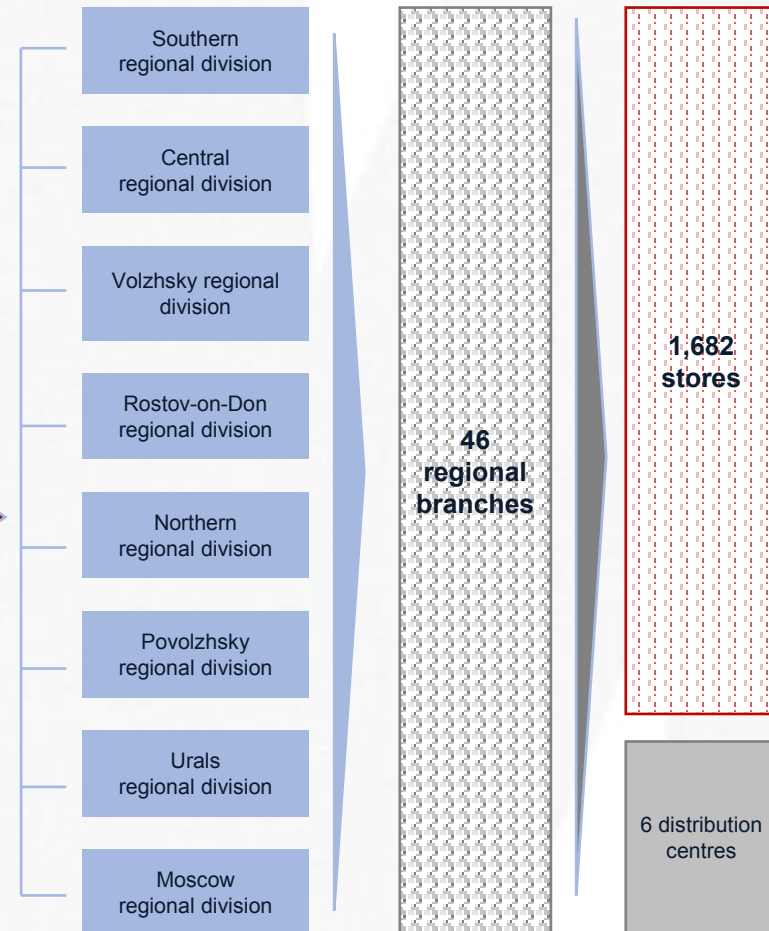 Southern
regional division
Central
regional division
Volzhsky regional
division
Rostov-on-Don
regional division
Northern
regional division
Povolzhsky
regional division
Urals
regional division
Moscow
regional division
46
regional
branches
1,682
stores
6 distribution
centres